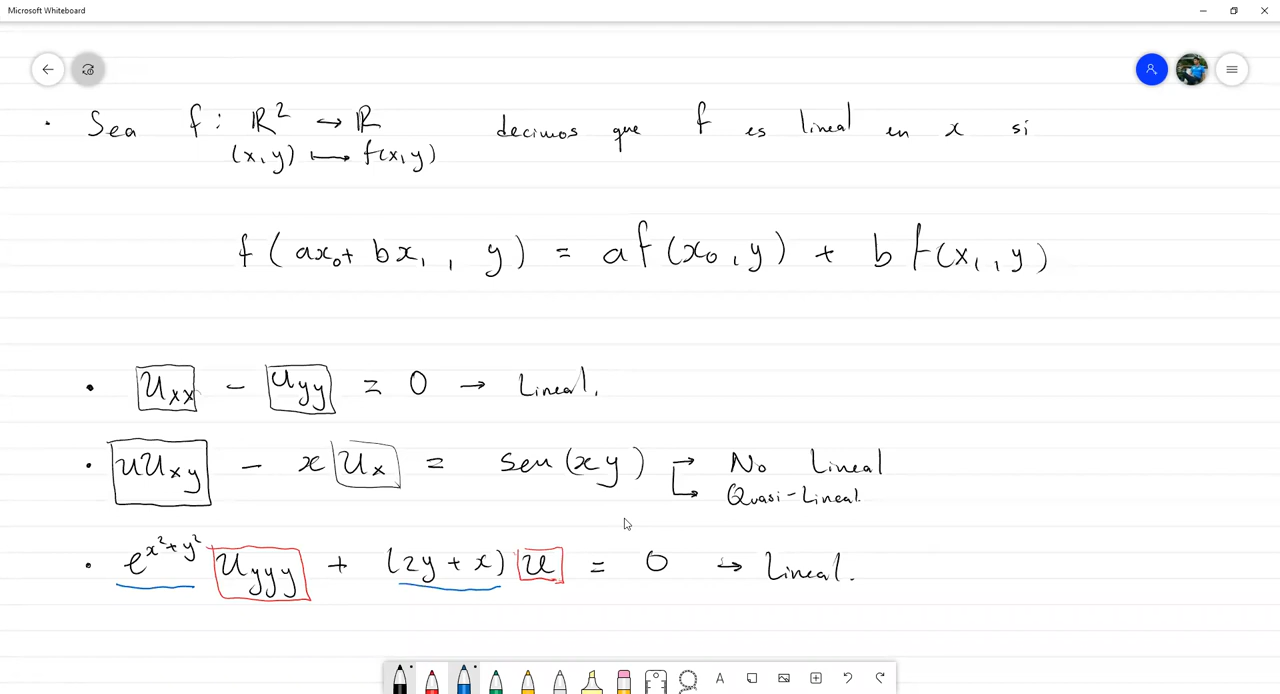 Microsoft Whiteboard
• Sea f: ℝ² → ℝ decimos que f es lineal en x si
(x,y) ⟼ f(x,y)
f(ax₀ + bx₁, y) = af(x₀, y) + bf(x₁, y)
• Uxx − Uyy = 0 → Lineal.
• uUxy − xUx = Sen(xy) → No Lineal
↳ Quasi-Lineal.
• e^(x²+y²) Uyyy + (2y + x)u = 0 → Lineal.
A